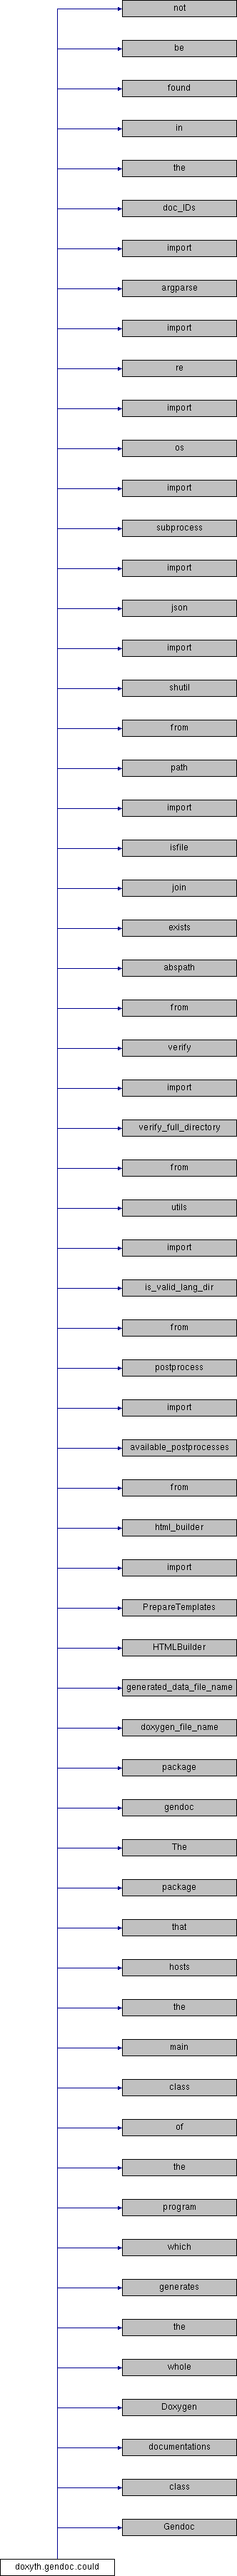 not
be
found
in
the
doc_IDs
import
argparse
import
re
import
os
import
subprocess
import
json
import
shutil
from
path
import
isfile
join
exists
abspath
from
verify
import
verify_full_directory
from
utils
import
is_valid_lang_dir
from
postprocess
import
available_postprocesses
from
html_builder
import
PrepareTemplates
HTMLBuilder
generated_data_file_name
doxygen_file_name
package
gendoc
The
package
that
hosts
the
main
class
of
the
program
which
generates
the
whole
Doxygen
documentations
class
Gendoc
doxyth.gendoc.could